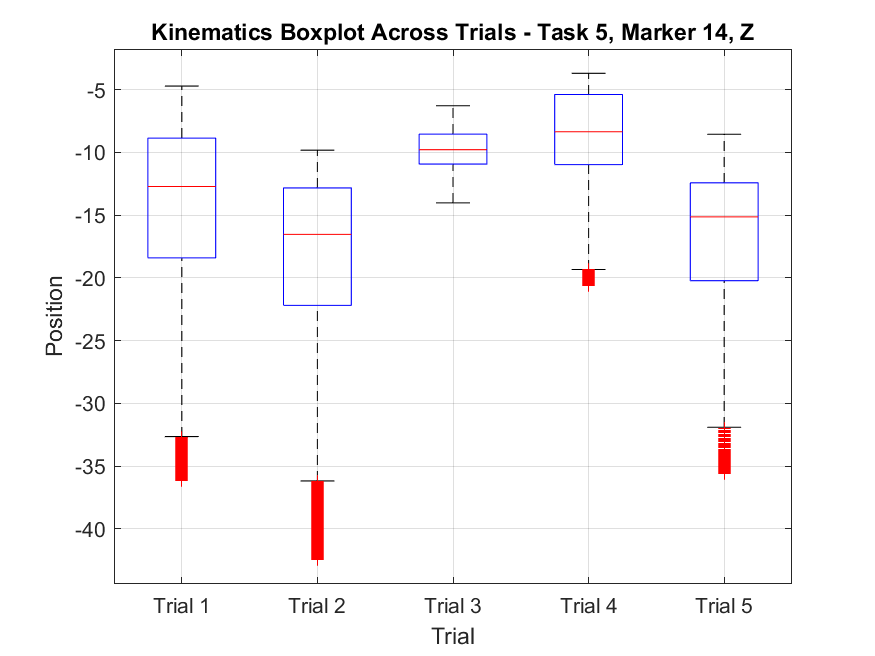 Kinematics Boxplot Across Trials - Task 5, Marker 14, Z
-5
-10
-15
-20
-25
-30
-35
-40
Position
Trial 1 Trial 2 Trial 3 Trial 4 Trial 5
Trial